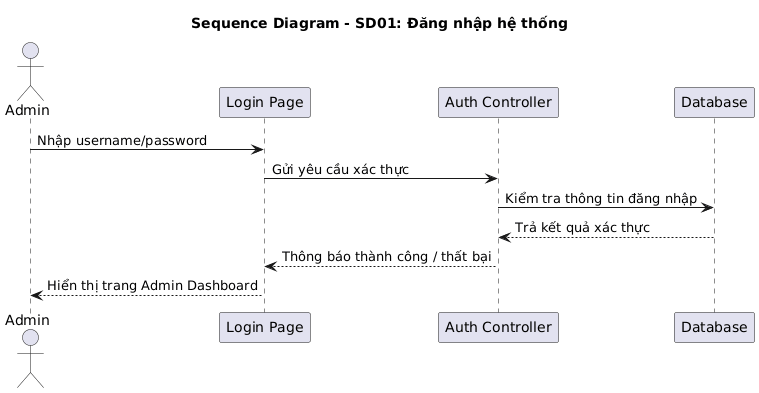 Sequence Diagram - SD01: Đăng nhập hệ thống
Admin
Login Page
Auth Controller
Database
Nhập username/password
Gửi yêu cầu xác thực
Kiểm tra thông tin đăng nhập
Trả kết quả xác thực
Thông báo thành công / thất bại
Hiển thị trang Admin Dashboard
Admin
Login Page
Auth Controller
Database